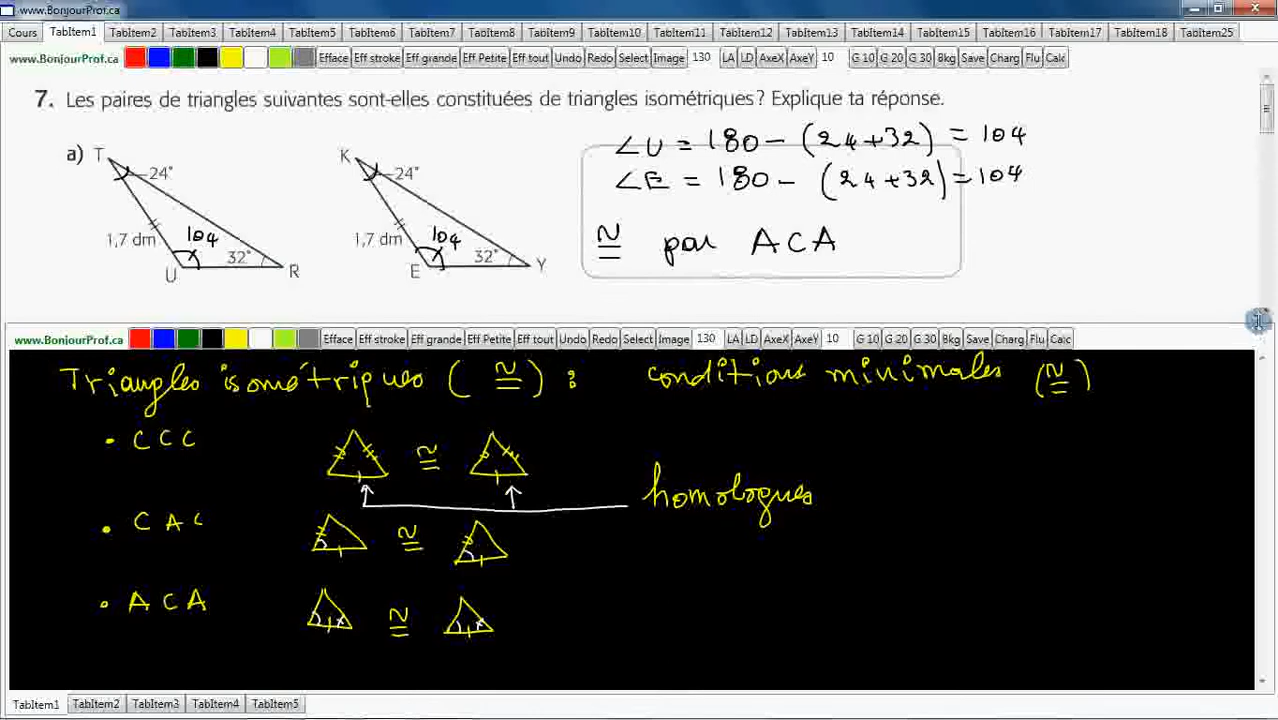 www.BonjourProf.ca
Cours TabItem1 TabItem2 TabItem3 TabItem4 TabItem5 TabItem6 TabItem7 TabItem8 TabItem9 TabItem10 TabItem11 TabItem12 TabItem13 TabItem14 TabItem15 TabItem16 TabItem17 TabItem18 TabItem25
www.BonjourProf.ca Efface Eff stroke Eff grande Eff Petite Eff tout Undo Redo Select Image 130 LA LD AxeX AxeY 10 G 10 G 20 G 30 Bkg Save Charg Flu Calc
7. Les paires de triangles suivantes sont-elles constituées de triangles isométriques? Explique ta réponse.
∠U = 180 - (24+32) = 104
a) T 24° K 24°
∠E = 180 - (24+32) = 104
1,7 dm 104 32° 1,7 dm 104 32°
≅ par ACA
U R E Y
www.BonjourProf.ca Efface Eff stroke Eff grande Eff Petite Eff tout Undo Redo Select Image 130 LA LD AxeX AxeY 10 G 10 G 20 G 30 Bkg Save Charg Flu Calc
Triangles isométriques (≅) : conditions minimales (≅)
• CCC ≅
homologues
• CAC ≅
• ACA ≅
TabItem1 TabItem2 TabItem3 TabItem4 TabItem5